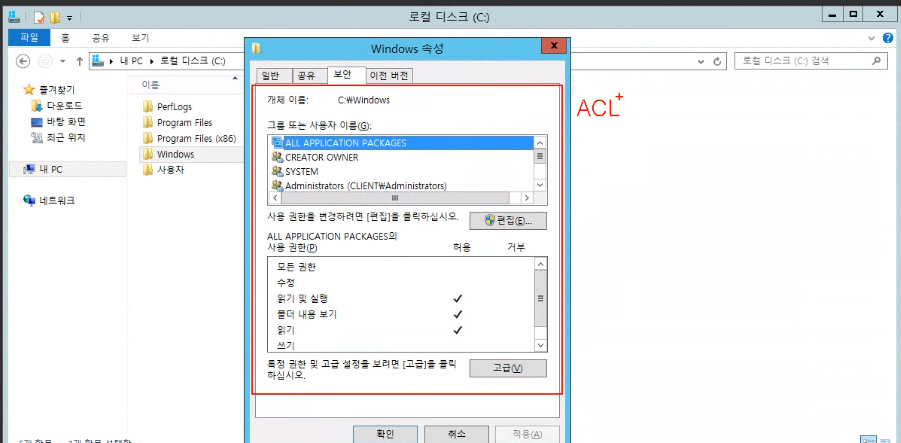 로컬 디스크 (C:)
파일 홈 공유 보기
내 PC 로컬 디스크 (C:)
로컬 디스크 (C:) 검색
즐겨찾기
다운로드
바탕 화면
최근 위치
내 PC
네트워크
이름
PerfLogs
Program Files
Program Files (x86)
Windows
사용자
Windows 속성
일반 공유 보안 이전 버전
개체 이름: C:₩Windows
그룹 또는 사용자 이름(G):
ALL APPLICATION PACKAGES
CREATOR OWNER
SYSTEM
Administrators (CLIENT₩Administrators)
사용 권한을 변경하려면 [편집]을 클릭하십시오.
편집(E)...
ALL APPLICATION PACKAGES의
사용 권한(P) 허용 거부
모든 권한
수정
읽기 및 실행
폴더 내용 보기
읽기
쓰기
특정 권한 및 고급 설정을 보려면 [고급]을 클릭
하십시오.
고급(V)
확인 취소 적용(A)
ACL+